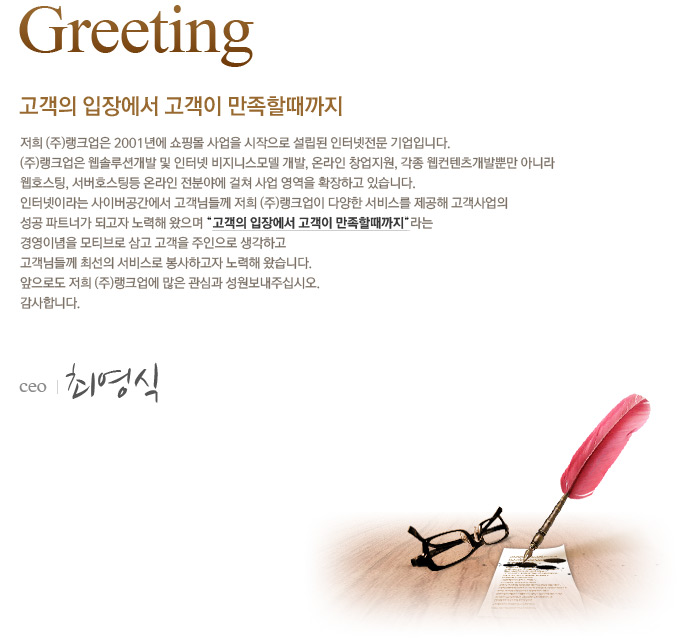 Greeting
고객의 입장에서 고객이 만족할때까지
저희 (주)랭크업은 2001년에 쇼핑몰 사업을 시작으로 설립된 인터넷전문 기업입니다.
(주)랭크업은 웹솔루션개발 및 인터넷 비지니스모델 개발, 온라인 창업지원, 각종 웹컨텐츠개발뿐만 아니라
웹호스팅, 서버호스팅등 온라인 전분야에 걸쳐 사업 영역을 확장하고 있습니다.
인터넷이라는 사이버공간에서 고객님들께 저희 (주)랭크업이 다양한 서비스를 제공해 고객사업의
성공 파트너가 되고자 노력해 왔으며 "고객의 입장에서 고객이 만족할때까지"라는
경영이념을 모티브로 삼고 고객을 주인으로 생각하고
고객님들께 최선의 서비스로 봉사하고자 노력해 왔습니다.
앞으로도 저희 (주)랭크업에 많은 관심과 성원보내주십시오.
감사합니다.
ceo | 최영식